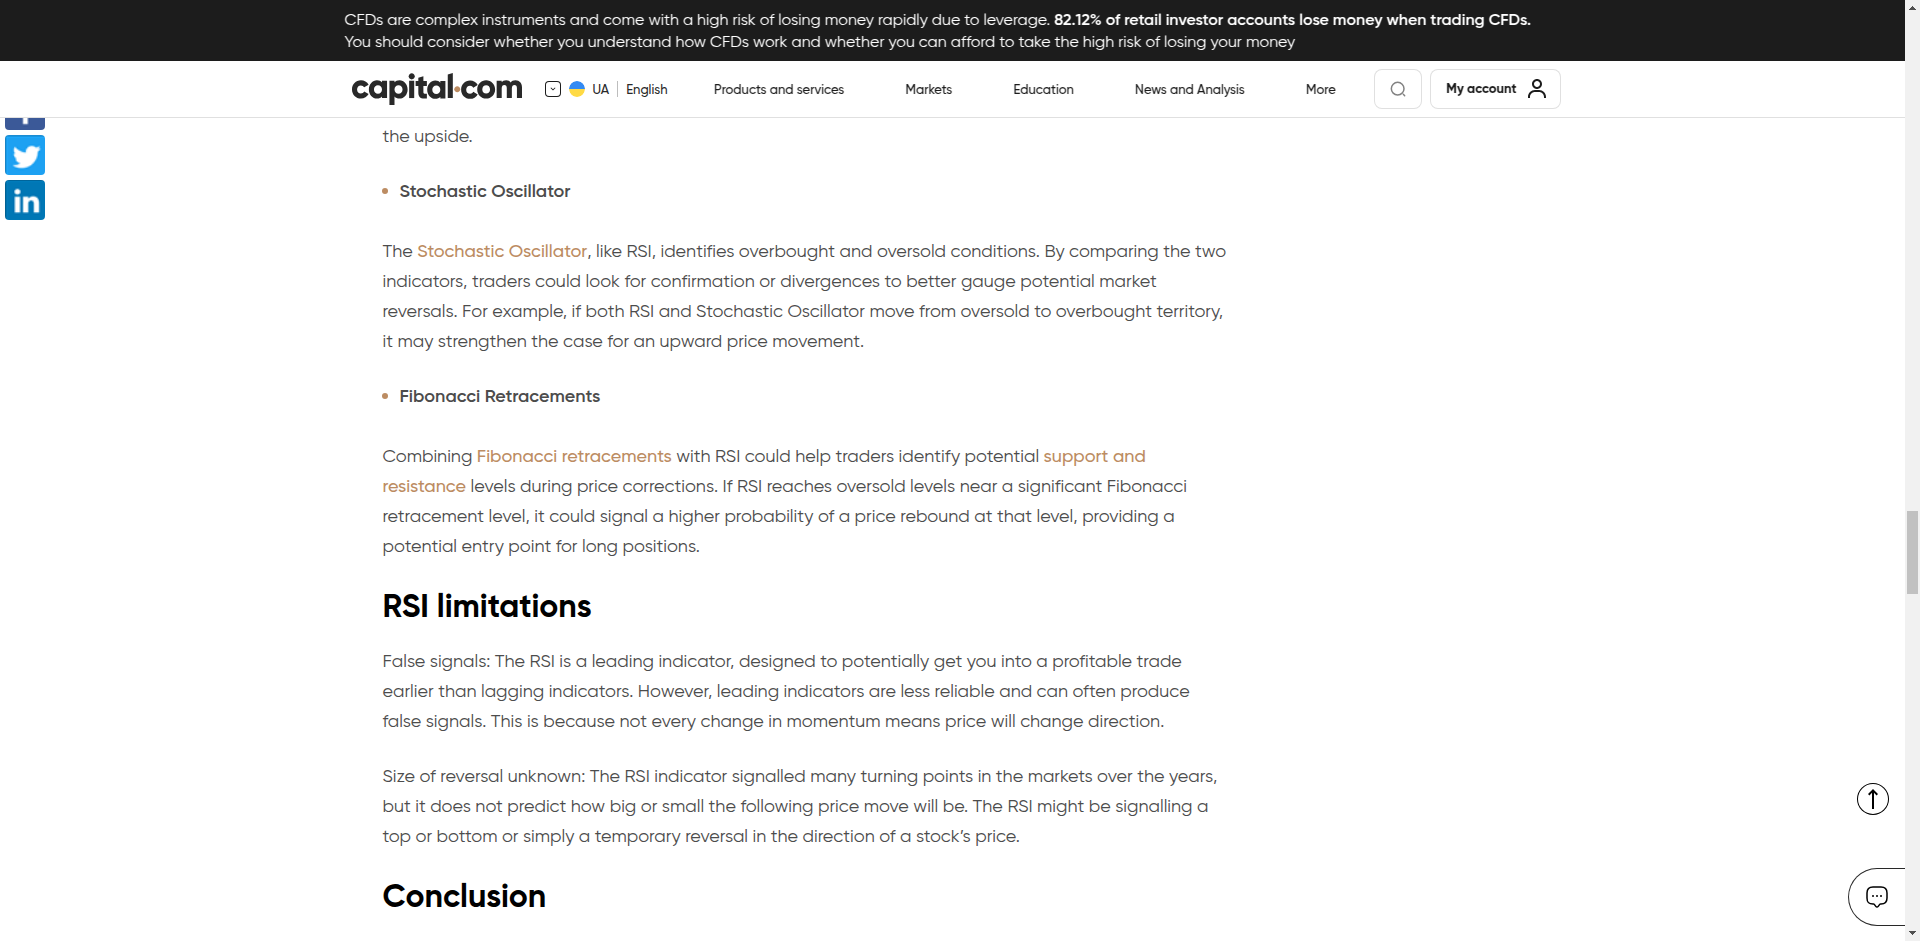 CFDs are complex instruments and come with a high risk of losing money rapidly due to leverage. 82.12% of retail investor accounts lose money when trading CFDs.
You should consider whether you understand how CFDs work and whether you can afford to take the high risk of losing your money
capital.com UA English Products and services Markets Education News and Analysis More My account
the upside.
Stochastic Oscillator
The Stochastic Oscillator, like RSI, identifies overbought and oversold conditions. By comparing the two
indicators, traders could look for confirmation or divergences to better gauge potential market
reversals. For example, if both RSI and Stochastic Oscillator move from oversold to overbought territory,
it may strengthen the case for an upward price movement.
Fibonacci Retracements
Combining Fibonacci retracements with RSI could help traders identify potential support and
resistance levels during price corrections. If RSI reaches oversold levels near a significant Fibonacci
retracement level, it could signal a higher probability of a price rebound at that level, providing a
potential entry point for long positions.
RSI limitations
False signals: The RSI is a leading indicator, designed to potentially get you into a profitable trade
earlier than lagging indicators. However, leading indicators are less reliable and can often produce
false signals. This is because not every change in momentum means price will change direction.
Size of reversal unknown: The RSI indicator signalled many turning points in the markets over the years,
but it does not predict how big or small the following price move will be. The RSI might be signalling a
top or bottom or simply a temporary reversal in the direction of a stock’s price.
Conclusion